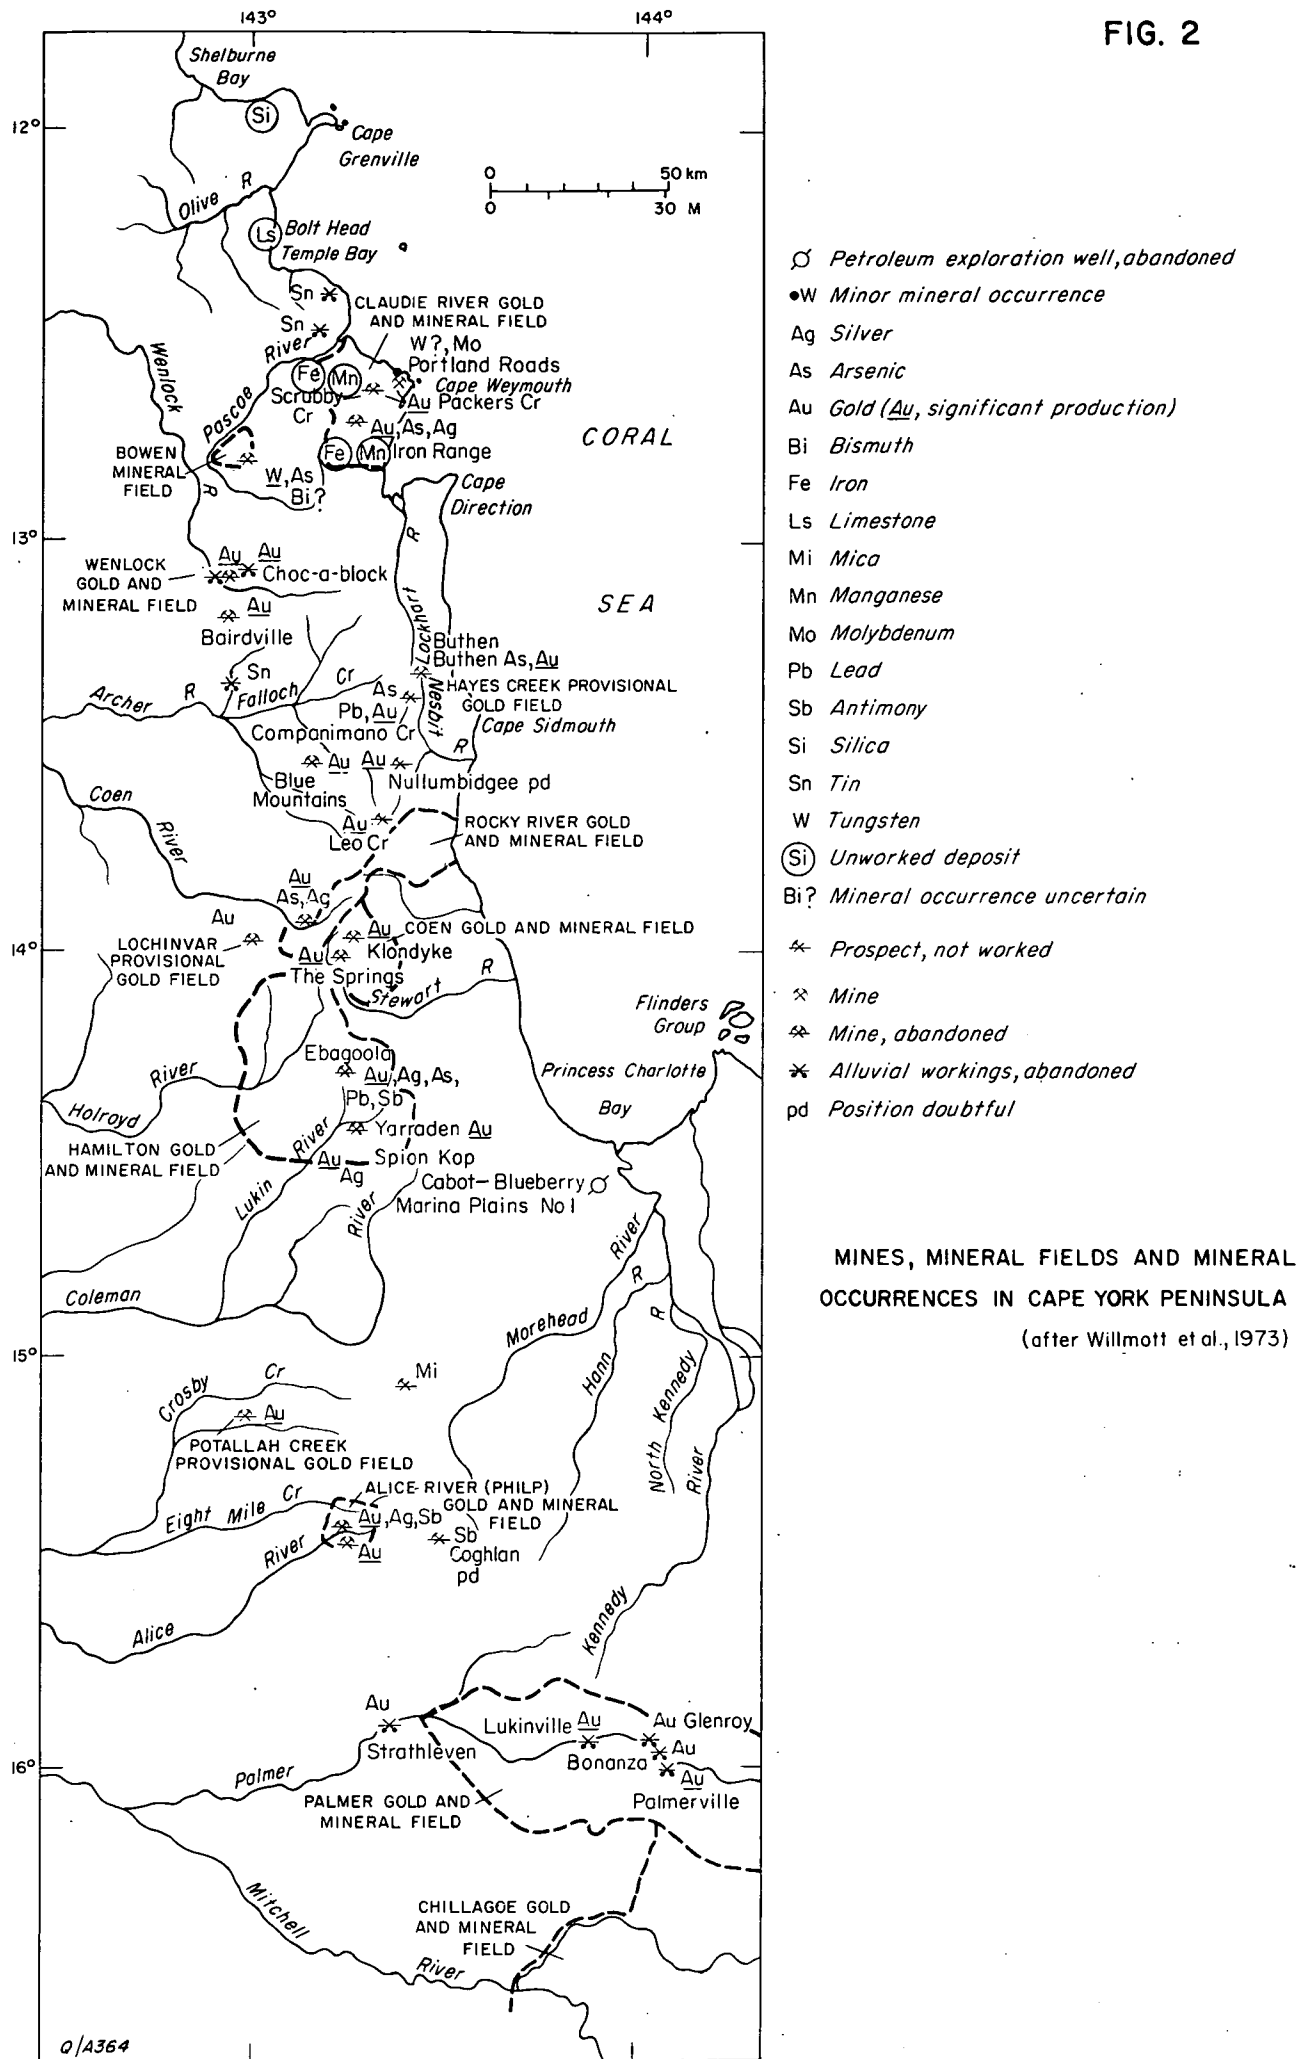 FIG. 2
143°
144°
Shelburne
Bay
Si
12°
Cape
Grenville
0 50 km
0 30 M
Olive R
Ls
Bolt Head
Temple Bay
Sn
CLAUDIE RIVER GOLD
AND MINERAL FIELD
Sn
W?, Mo
Portland Roads
Cape Weymouth
Wenlock
R
Pascoe
River
Fe
Mn
Scrubby
Cr
Au Packers Cr
Au, As, Ag
Fe
Mn
Iron Range
CORAL
BOWEN
MINERAL
FIELD
W, As
Bi?
Cape
Direction
13°
WENLOCK
GOLD AND
MINERAL FIELD
Au
Au
Choc-a-block
SEA
Au
Bairdville
R
Lockhart
Buthen
Buthen As, Au
Sn
Archer R
Falloch Cr
As
Pb, Au
HAYES CREEK PROVISIONAL
GOLD FIELD
Nesbit
R
Cape Sidmouth
Companimano Cr
Au
Au
Nullumbidgee pd
Blue
Mountains
Coen
River
Au
Leo Cr
ROCKY RIVER GOLD
AND MINERAL FIELD
Au
As, Ag
Au
LOCHINVAR
PROVISIONAL
GOLD FIELD
14°
Au
COEN GOLD AND MINERAL FIELD
Klondyke
Au
The Springs
Stewart R
Flinders
Group
Ebagoola
Au, Ag, As,
Pb, Sb
Princess Charlotte
Bay
Holroyd
River
HAMILTON GOLD
AND MINERAL FIELD
Yarraden Au
Spion Kop
Au
Ag
Lukin
River
River
Cabot-Blueberry
Marina Plains No 1
Coleman
Morehead
River
Hann
R
North Kennedy
R
River
15°
Crosby Cr
Mi
Au
POTALLAH CREEK
PROVISIONAL GOLD FIELD
ALICE RIVER (PHILP)
GOLD AND MINERAL
FIELD
Eight Mile Cr
Au, Ag, Sb
Au
Sb
Coghlan
pd
Alice
River
Kennedy
Au
Strathleven
Lukinville
Au
Bonanza
Au Glenroy
Au
Au
Palmerville
16°
Palmer
PALMER GOLD AND
MINERAL FIELD
Mitchell
River
CHILLAGOE GOLD
AND MINERAL
FIELD
Q/A364
Petroleum exploration well, abandoned
W Minor mineral occurrence
Ag Silver
As Arsenic
Au Gold (Au, significant production)
Bi Bismuth
Fe Iron
Ls Limestone
Mi Mica
Mn Manganese
Mo Molybdenum
Pb Lead
Sb Antimony
Si Silica
Sn Tin
W Tungsten
Si Unworked deposit
Bi? Mineral occurrence uncertain
Prospect, not worked
Mine
Mine, abandoned
Alluvial workings, abandoned
pd Position doubtful
MINES, MINERAL FIELDS AND MINERAL
OCCURRENCES IN CAPE YORK PENINSULA
(after Willmott et al., 1973)